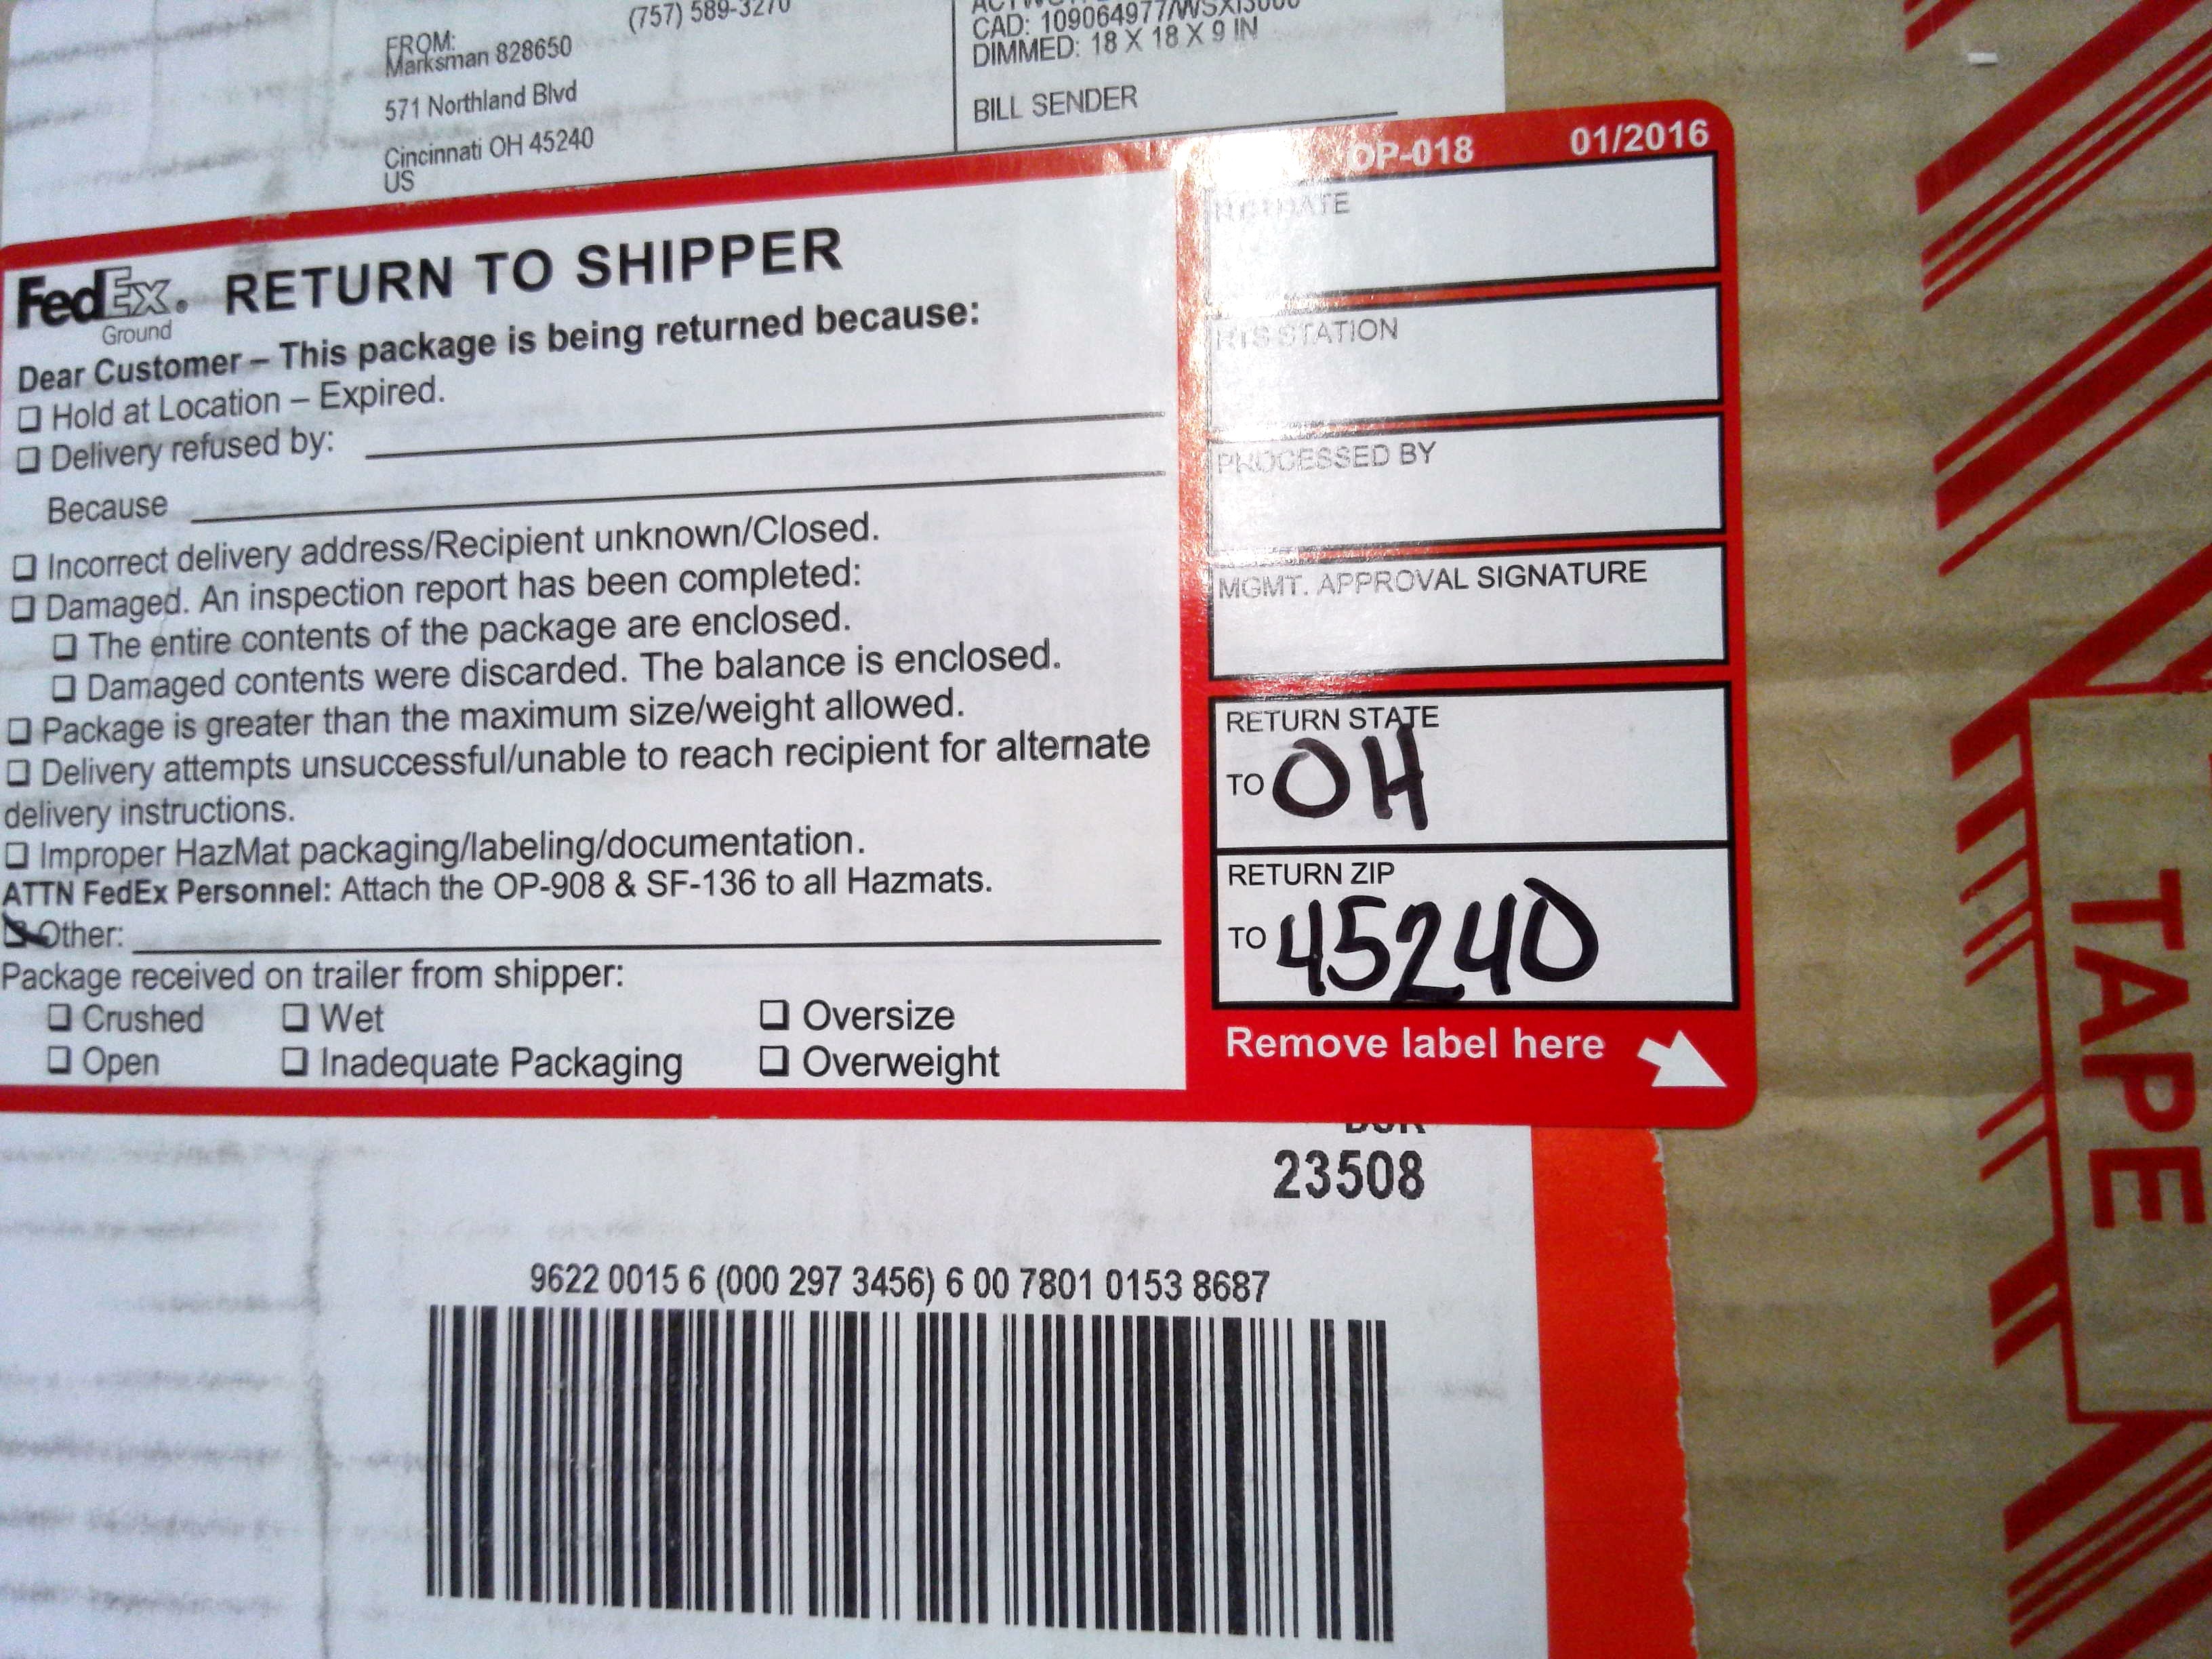 (757) 589-3270
FROM:
Marksman 828650
571 Northland Blvd
Cincinnati OH 45240
US
CAD: 109064977/WSXI3000
DIMMED: 18 X 18 X 9 IN
BILL SENDER
OP-018 01/2016
FedEx® Ground
RETURN TO SHIPPER
Dear Customer – This package is being returned because:
❑ Hold at Location – Expired.
❑ Delivery refused by:
Because
❑ Incorrect delivery address/Recipient unknown/Closed.
❑ Damaged. An inspection report has been completed:
❑ The entire contents of the package are enclosed.
❑ Damaged contents were discarded. The balance is enclosed.
❑ Package is greater than the maximum size/weight allowed.
❑ Delivery attempts unsuccessful/unable to reach recipient for alternate
delivery instructions.
❑ Improper HazMat packaging/labeling/documentation.
ATTN FedEx Personnel: Attach the OP-908 & SF-136 to all Hazmats.
Other:
Package received on trailer from shipper:
❑ Crushed ❑ Wet ❑ Oversize
❑ Open ❑ Inadequate Packaging ❑ Overweight
RTS DATE
RTS STATION
PROCESSED BY
MGMT. APPROVAL SIGNATURE
RETURN STATE
TO OH
RETURN ZIP
TO 45240
Remove label here
23508
9622 0015 6 (000 297 3456) 6 00 7801 0153 8687
TAPE